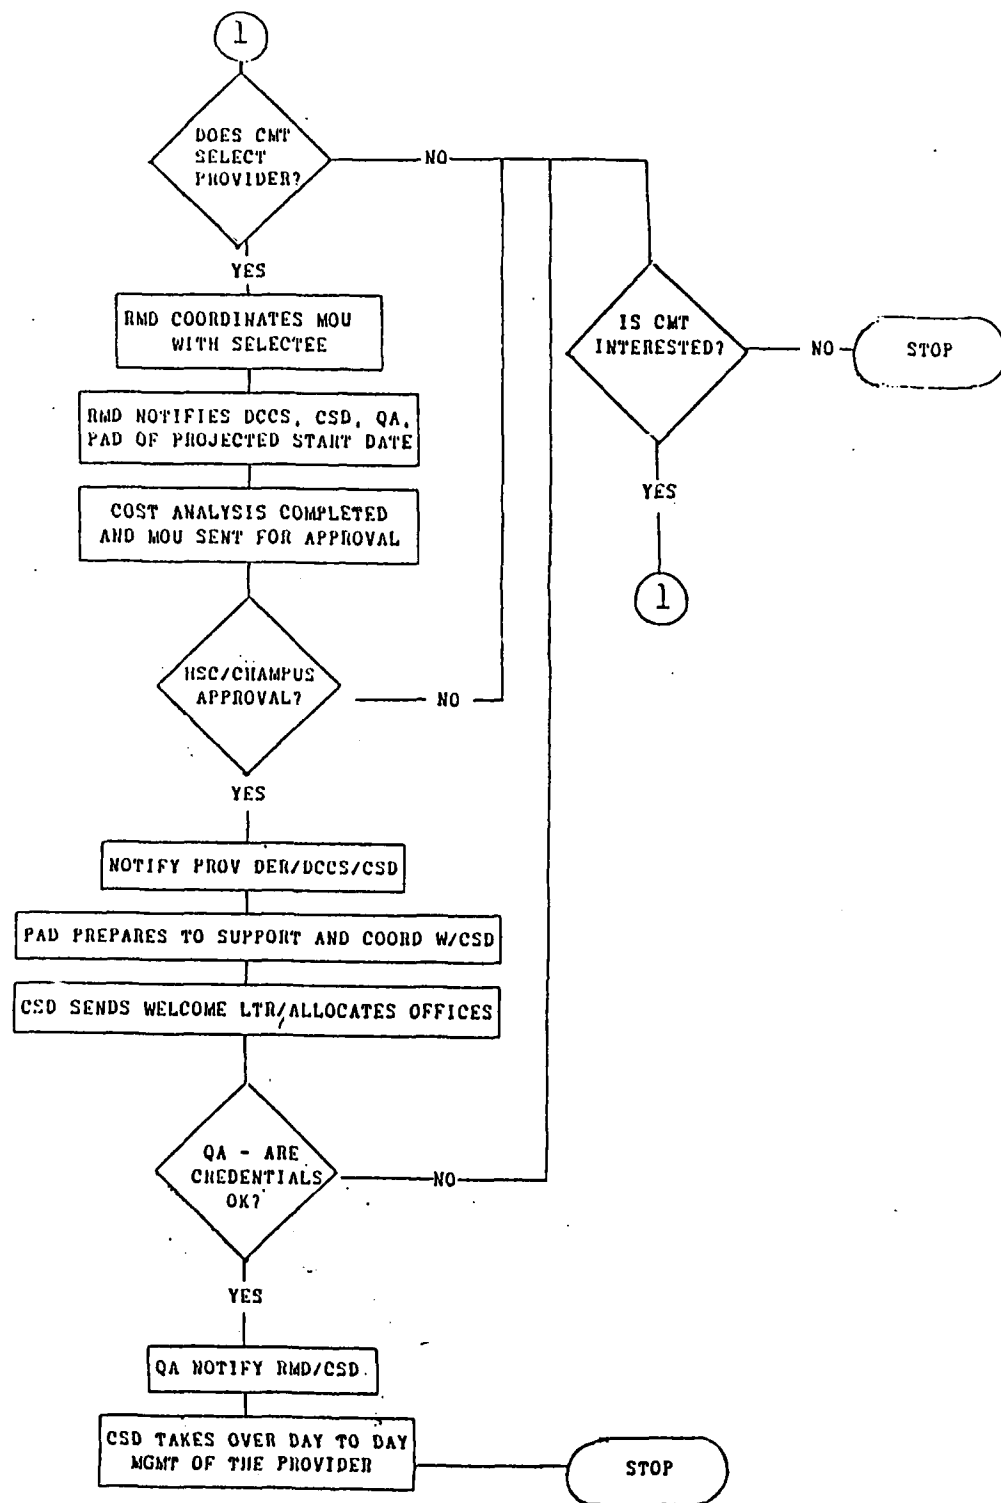 1
DOES CMT
SELECT
PROVIDER?
NO
YES
RMD COORDINATES MOU
WITH SELECTEE
IS CMT
INTERESTED?
NO
STOP
RMD NOTIFIES DCCS, CSD, QA,
PAD OF PROJECTED START DATE
YES
COST ANALYSIS COMPLETED
AND MOU SENT FOR APPROVAL
1
HSC/CHAMPUS
APPROVAL?
NO
YES
NOTIFY PROV DER/DCCS/CSD
PAD PREPARES TO SUPPORT AND COORD W/CSD
CSD SENDS WELCOME LTR/ALLOCATES OFFICES
QA - ARE
CREDENTIALS
OK?
NO
YES
QA NOTIFY RMD/CSD
CSD TAKES OVER DAY TO DAY
MGMT OF THE PROVIDER
STOP